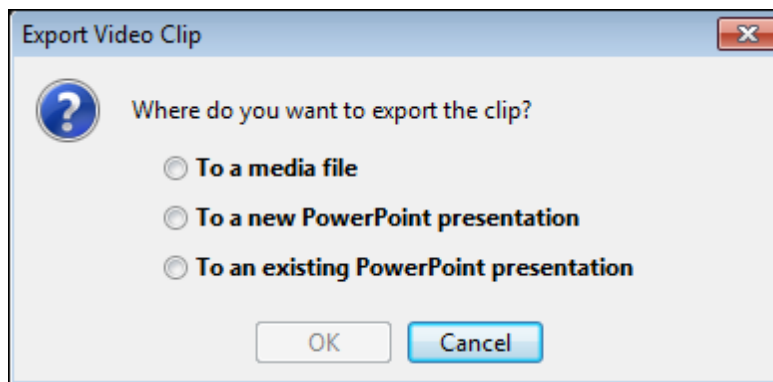 Export Video Clip
Where do you want to export the clip?
To a media file
To a new PowerPoint presentation
To an existing PowerPoint presentation
OK
Cancel